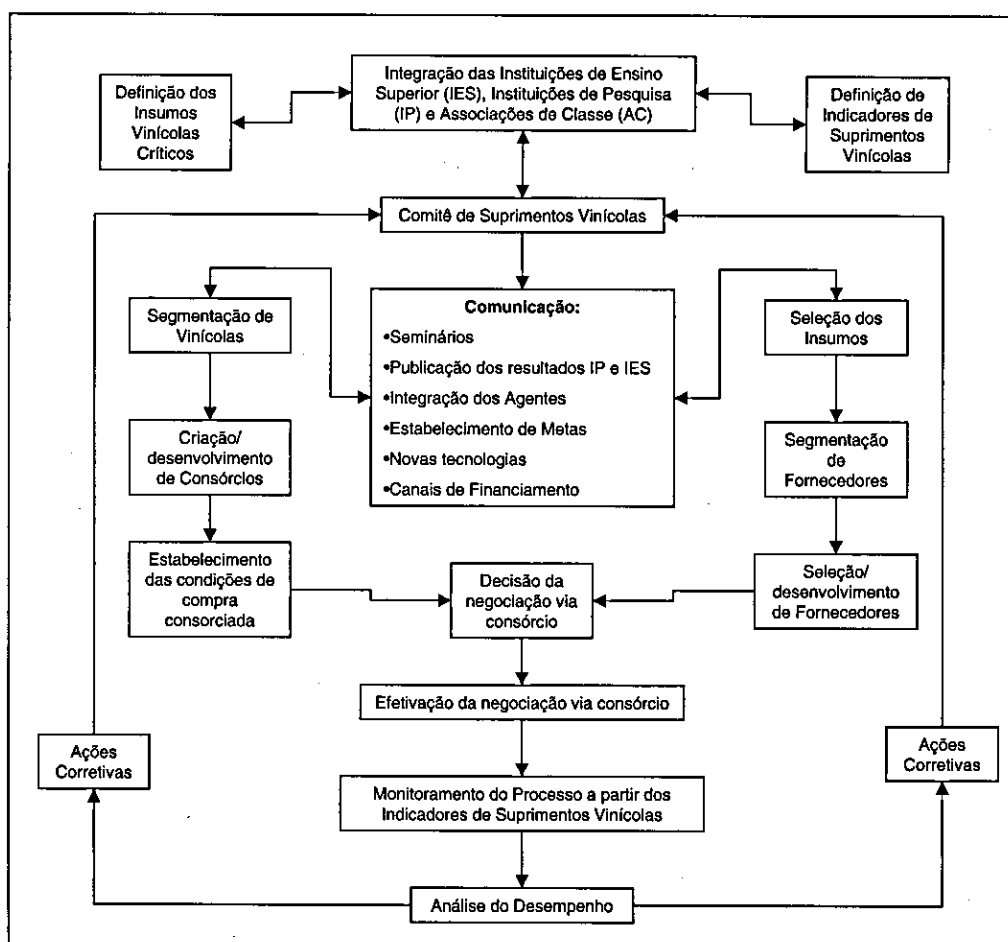 Integração das Instituições de Ensino
Superior (IES), Instituições de Pesquisa
(IP) e Associações de Classe (AC)
Definição dos
Insumos
Vinícolas
Críticos
Definição de
Indicadores de
Suprimentos
Vinícolas
Comitê de Suprimentos Vinícolas
Segmentação de
Vinícolas
Comunicação:
•Seminários
•Publicação dos resultados IP e IES
•Integração dos Agentes
•Estabelecimento de Metas
•Novas tecnologias
•Canais de Financiamento
Seleção dos
Insumos
Criação/
desenvolvimento
de Consórcios
Segmentação
de
Fornecedores
Estabelecimento
das condições de
compra
consorciada
Decisão da
negociação via
consórcio
Seleção/
desenvolvimento
de Fornecedores
Efetivação da negociação via consórcio
Ações
Corretivas
Ações
Corretivas
Monitoramento do Processo a partir dos
Indicadores de Suprimentos Vinícolas
Análise do Desempenho